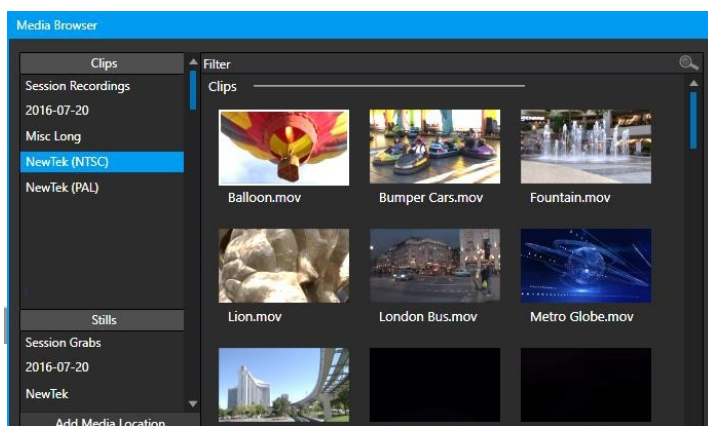 Media Browser
Clips
Session Recordings
2016-07-20
Misc Long
NewTek (NTSC)
NewTek (PAL)
Stills
Session Grabs
2016-07-20
NewTek
Add Media Location
Filter
Clips
Balloon.mov
Bumper Cars.mov
Fountain.mov
Lion.mov
London Bus.mov
Metro Globe.mov